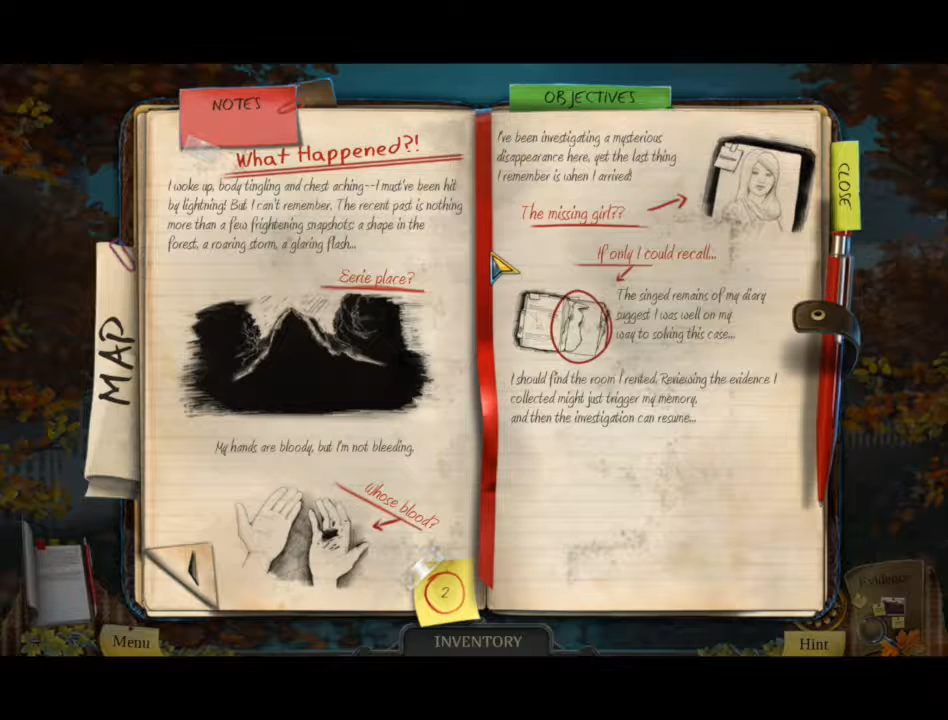 NOTES
What Happened?!
I woke up, body tingling and chest aching--I must've been hit
by lightning! But I can't remember. The recent past is nothing
more than a few frightening snapshots: a shape in the
forest, a roaring storm, a glaring flash...
Eerie place?
My hands are bloody, but I'm not bleeding.
Whose blood?
2
MAP
OBJECTIVES
I've been investigating a mysterious
disappearance here, yet the last thing
I remember is when I arrived!
The missing girl??
If only I could recall...
The singed remains of my diary
suggest I was well on my
way to solving this case...
I should find the room I rented. Reviewing the evidence I
collected might just trigger my memory,
and then the investigation can resume...
CLOSE
Menu
INVENTORY
Hint
Evidence